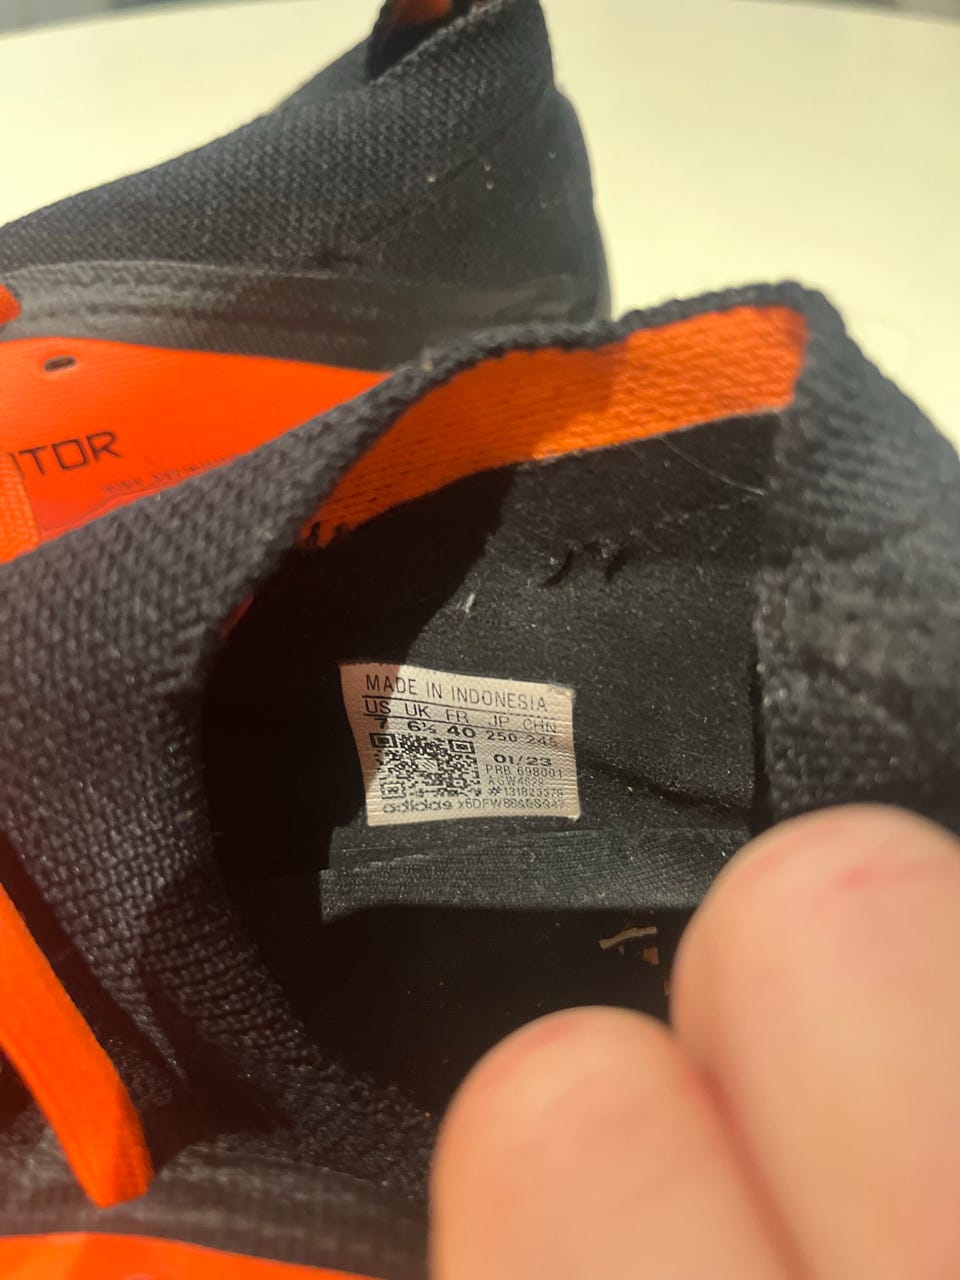 ITOR
MADE IN INDONESIA
US UK FR JP CHN
7 6½ 40 250 245
01/23
PRB 698001
#131823379
adidas